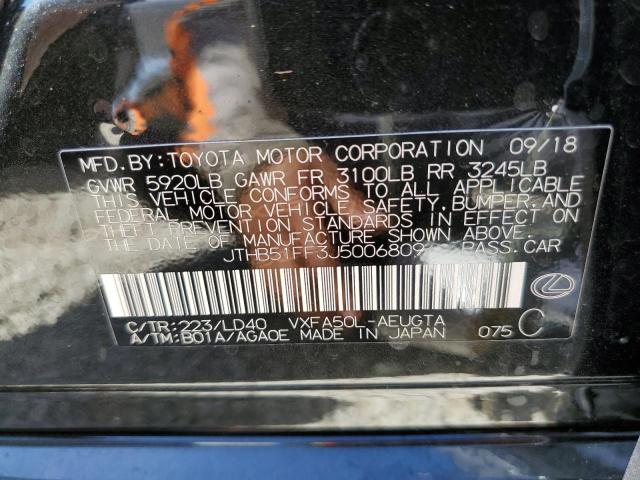 MFD.BY:TOYOTA MOTOR CORPORATION 09/18
GVWR 5920LB GAWR FR 3100LB RR 3245LB
THIS VEHICLE CONFORMS TO ALL APPLICABLE
FEDERAL MOTOR VEHICLE SAFETY, BUMPER, AND
THEFT PREVENTION STANDARDS IN EFFECT ON
THE DATE OF MANUFACTURE SHOWN ABOVE.
JTHB51FF3J5006809 PASS.CAR
C/TR:223/LD40 VXFA50L-AEUGTA
A/TM:B01A/AGA0E MADE IN JAPAN 075 C